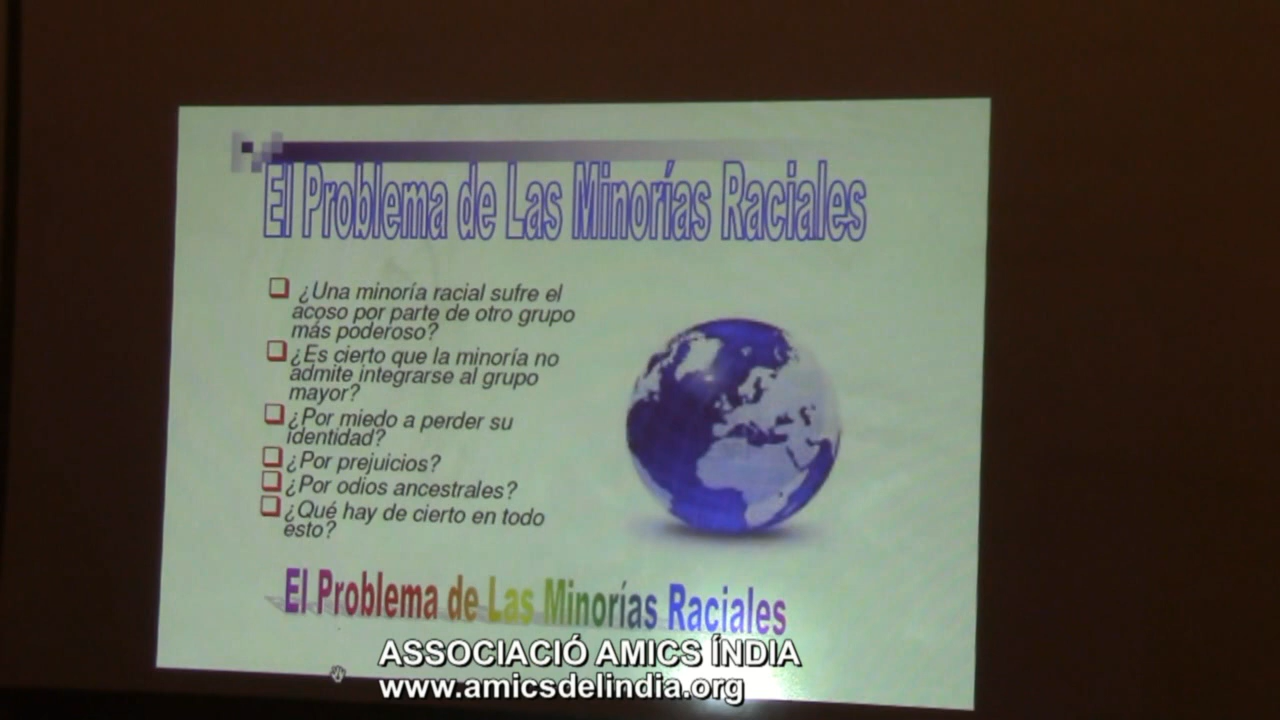 El Problema de Las Minorías Raciales
¿Una minoría racial sufre el
acoso por parte de otro grupo
más poderoso?
¿Es cierto que la minoría no
admite integrarse al grupo
mayor?
¿Por miedo a perder su
identidad?
¿Por prejuicios?
¿Por odios ancestrales?
¿Qué hay de cierto en todo
esto?
El Problema de Las Minorías Raciales
ASSOCIACIÓ AMICS ÍNDIA
www.amicsdelindia.org